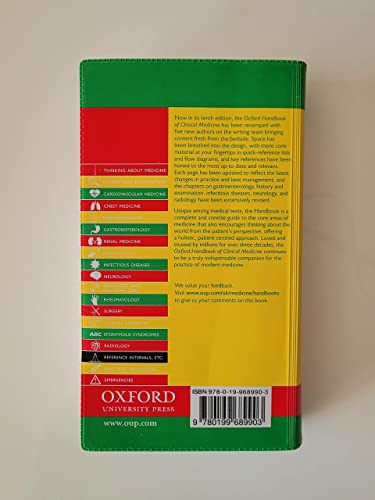 Now in its tenth edition, the Oxford Handbook
of Clinical Medicine has been revamped with
five new authors on the writing team bringing
content fresh from the bedside. Space has
been breathed into the design, with more core
material at your fingertips in quick-reference lists
and flow diagrams, and key references have been
honed to the most up-to-date and relevant.
Each page has been updated to reflect the latest
changes in practice and best management, and
the chapters on gastroenterology, history and
examination, infectious diseases, neurology, and
radiology have been extensively revised.
Unique among medical texts, the Handbook is a
complete and concise guide to the core areas of
medicine that also encourages thinking about the
world from the patient's perspective, offering
a holistic, patient-centred approach. Loved and
trusted by millions for over three decades, the
Oxford Handbook of Clinical Medicine continues
to be a truly indispensable companion for the
practice of modern medicine.
We value your feedback.
Visit www.oup.com/uk/medicine/handbooks
to give us your comments on this book.
THINKING ABOUT MEDICINE
CARDIOVASCULAR MEDICINE
CHEST MEDICINE
GASTROENTEROLOGY
RENAL MEDICINE
INFECTIOUS DISEASES
NEUROLOGY
RHEUMATOLOGY
SURGERY
ABC EPONYMOUS SYNDROMES
RADIOLOGY
REFERENCE INTERVALS, ETC.
EMERGENCIES
OXFORD
UNIVERSITY PRESS
www.oup.com
ISBN 978-0-19-968990-3
9 780199 689903